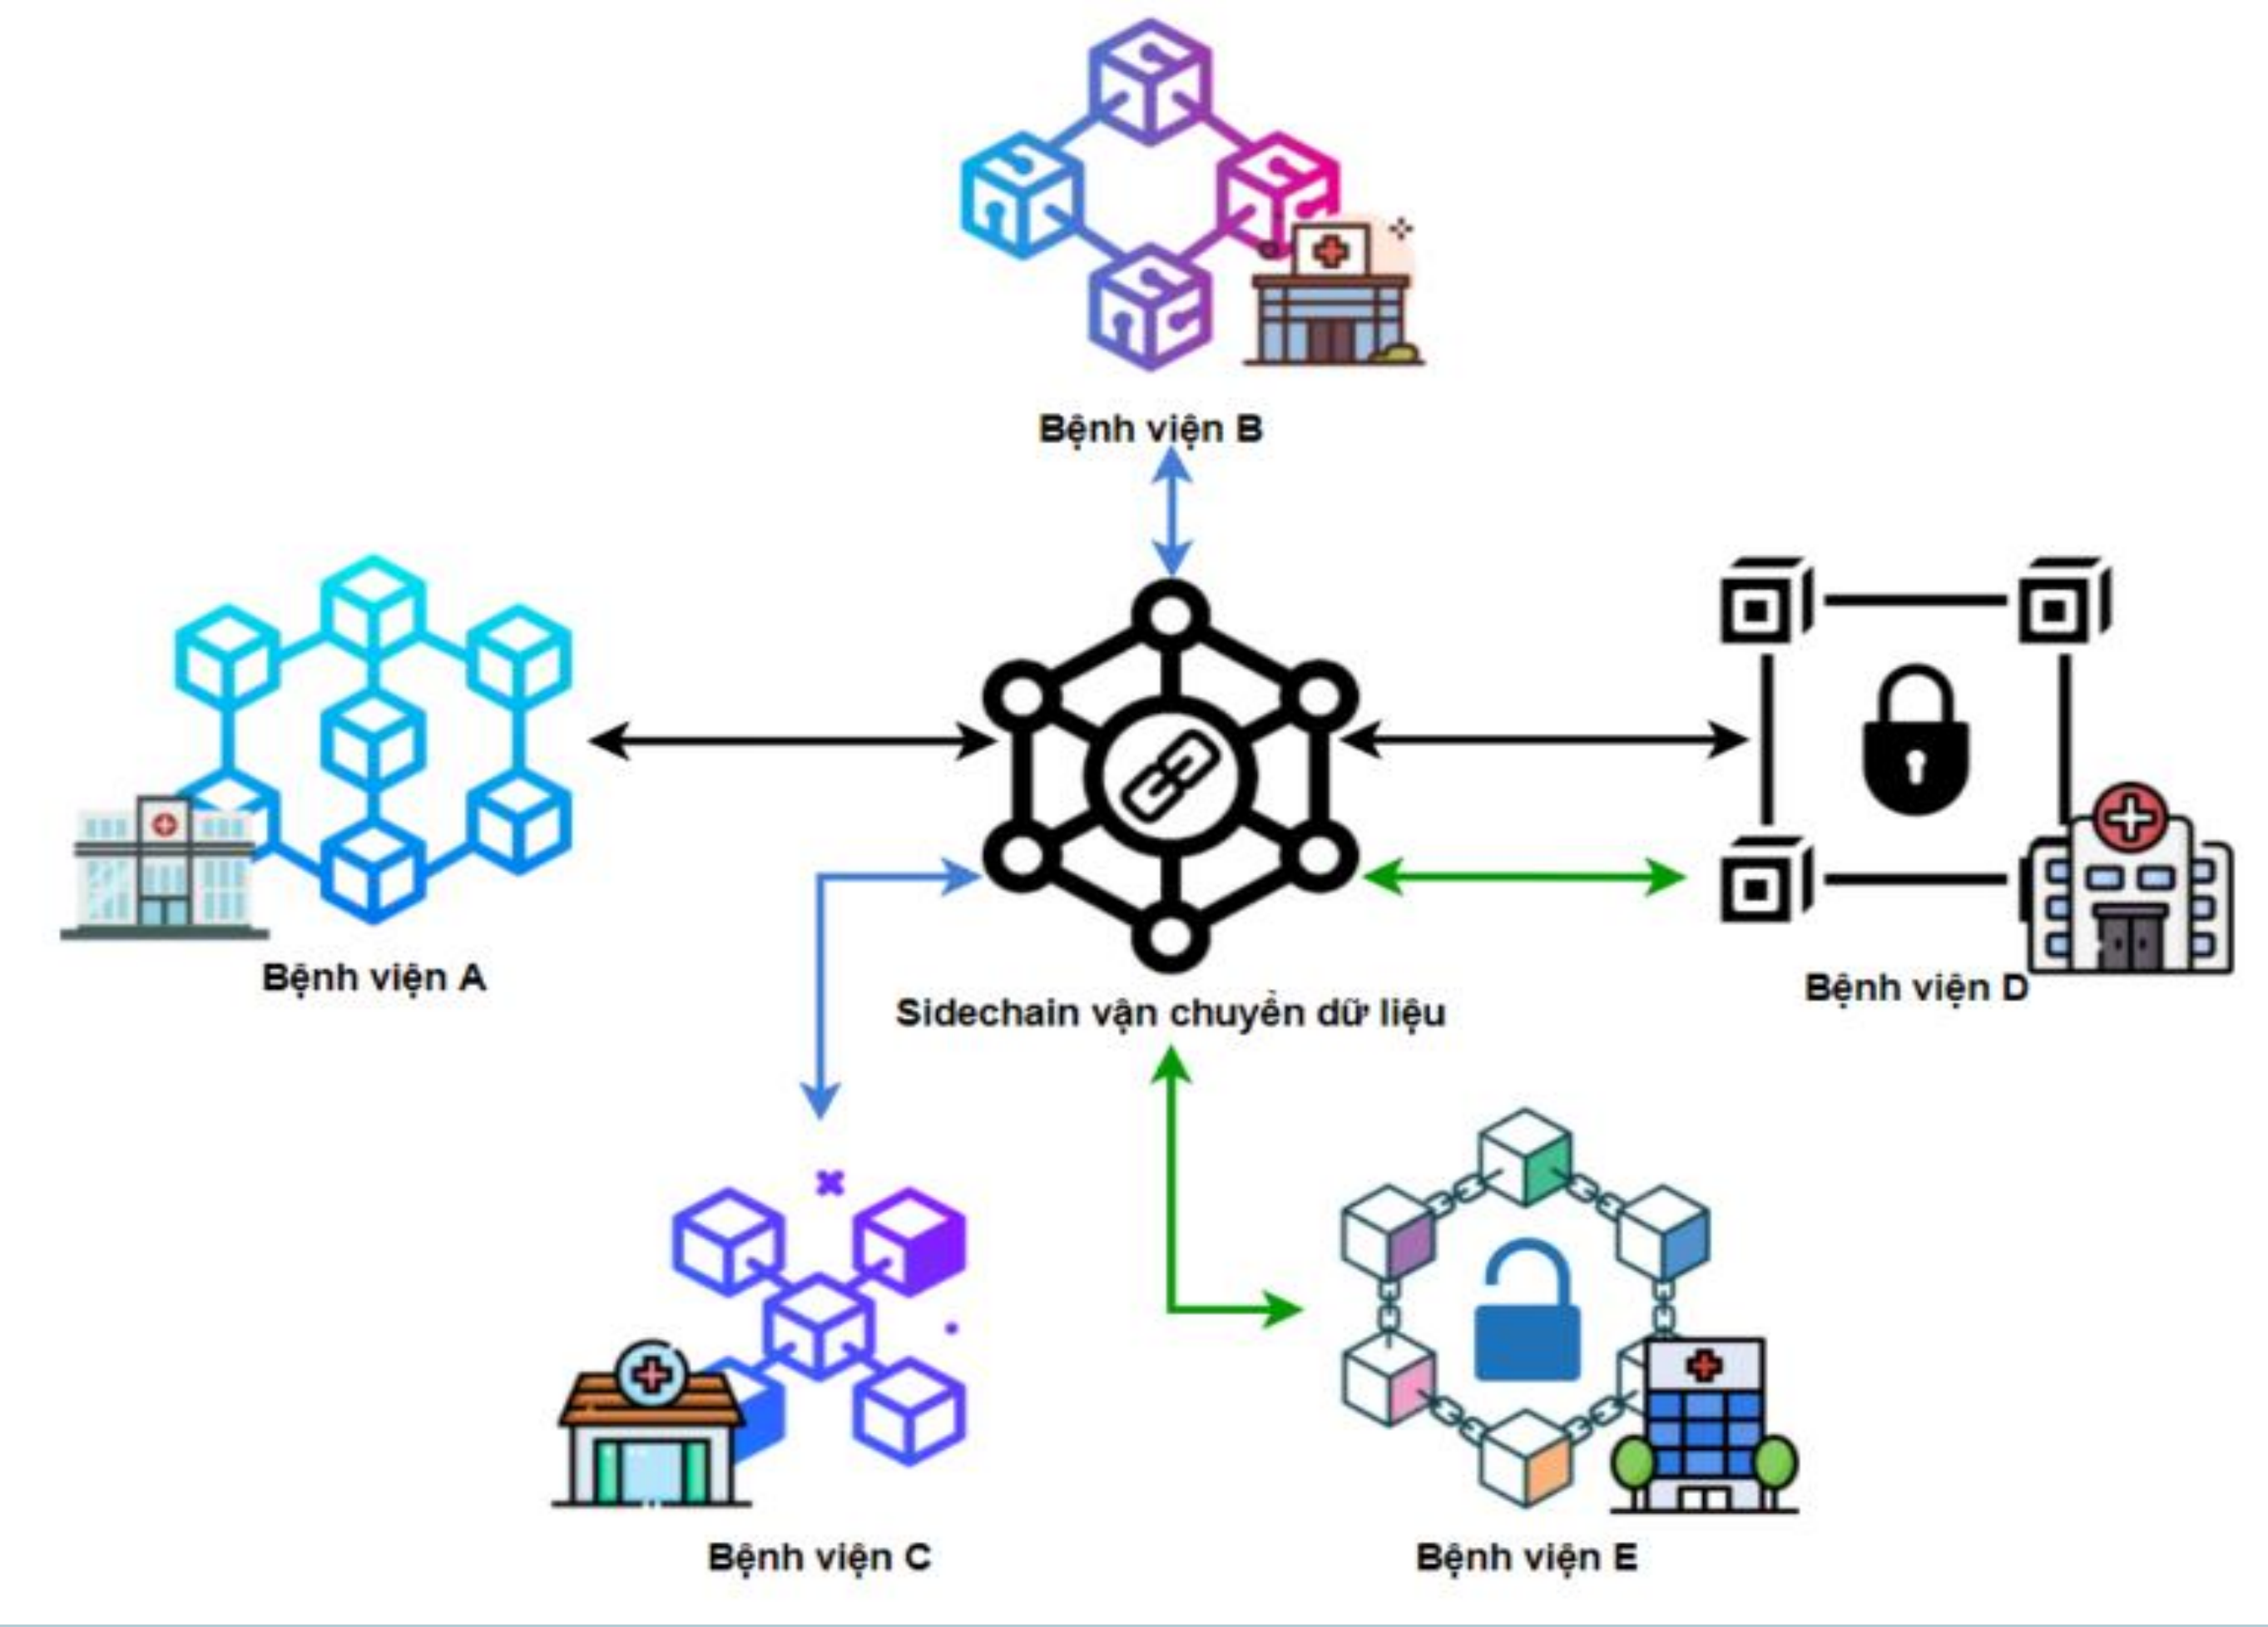 Bệnh viện B
Bệnh viện A
Sidechain vận chuyển dữ liệu
Bệnh viện D
Bệnh viện C
Bệnh viện E